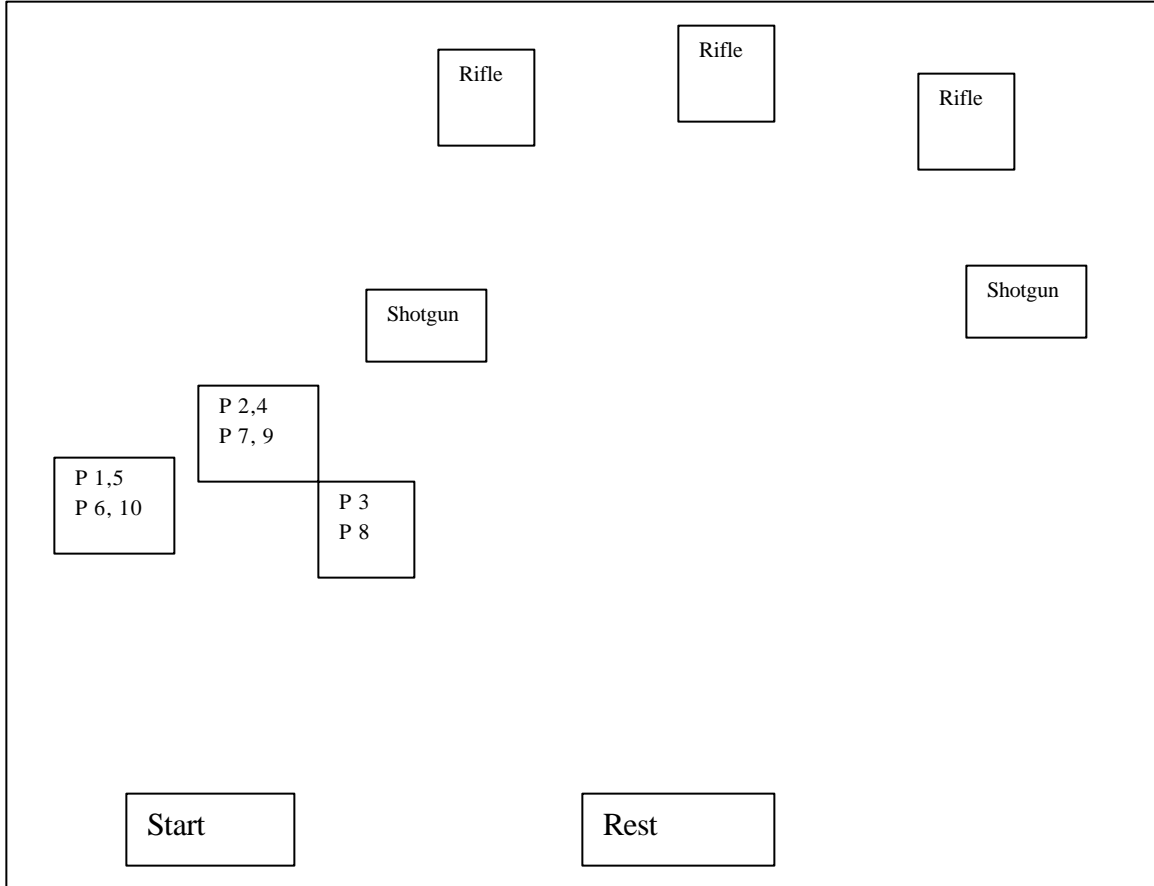 Rifle
Rifle
Rifle
Shotgun
Shotgun
P 2,4
P 7, 9
P 1,5
P 6, 10
P 3
P 8
Start
Rest